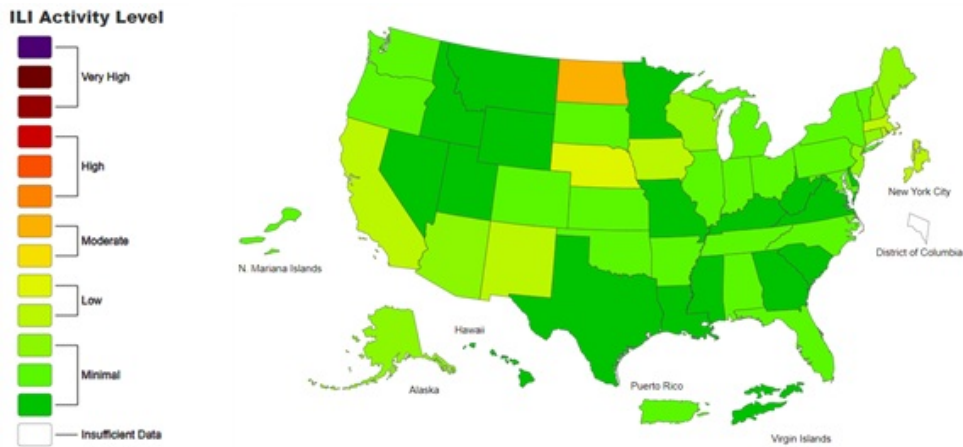 ILI Activity Level
Very High
High
Moderate
Low
Minimal
Insufficient Data
New York City
District of Columbia
N. Mariana Islands
Hawaii
Alaska
Puerto Rico
Virgin Islands